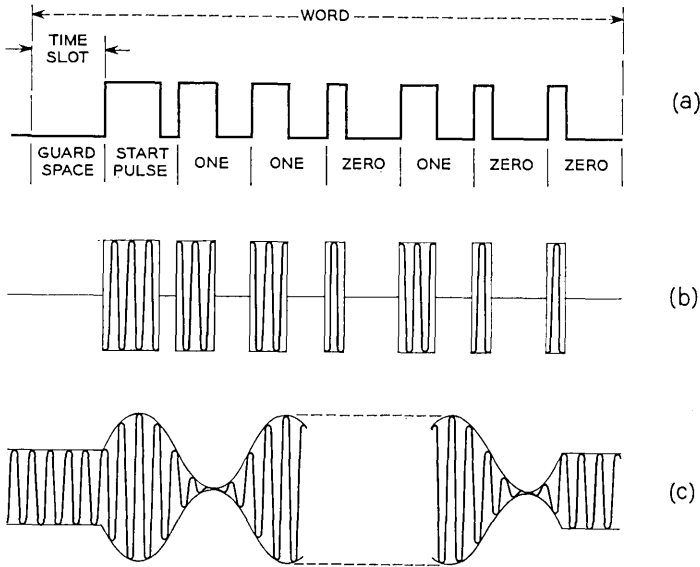 WORD
TIME
SLOT
(a)
GUARD
SPACE
START
PULSE
ONE
ONE
ZERO
ONE
ZERO
ZERO
(b)
(c)